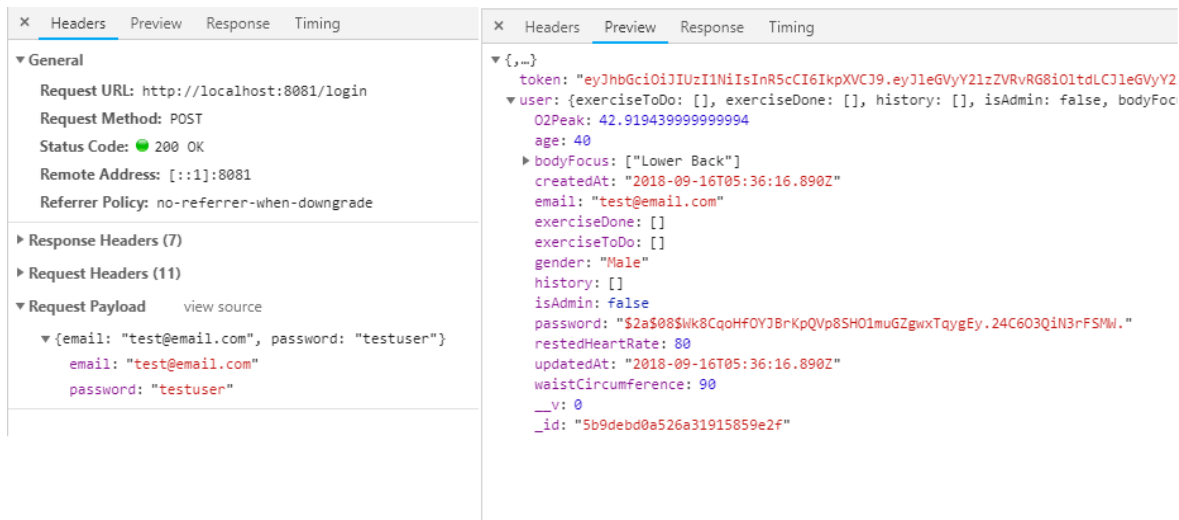 × Headers Preview Response Timing
General
Request URL: http://localhost:8081/login
Request Method: POST
Status Code: 200 OK
Remote Address: [::1]:8081
Referrer Policy: no-referrer-when-downgrade
Response Headers (7)
Request Headers (11)
Request Payload view source
{email: "test@email.com", password: "testuser"}
email: "test@email.com"
password: "testuser"
× Headers Preview Response Timing
{,…}
token: "eyJhbGciOiJIUzI1NiIsInR5cCI6IkpXVCJ9.eyJleGVyY2lzZVRvRG8iOltdLCJleGVyY2
user: {exerciseToDo: [], exerciseDone: [], history: [], isAdmin: false, bodyFoc
O2Peak: 42.919439999999994
age: 40
bodyFocus: ["Lower Back"]
createdAt: "2018-09-16T05:36:16.890Z"
email: "test@email.com"
exerciseDone: []
exerciseToDo: []
gender: "Male"
history: []
isAdmin: false
password: "$2a$08$Wk8CqoHfOYJBrKpQVp8SHO1muGZgwxTqygEy.24C6O3QiN3rFSMW."
restedHeartRate: 80
updatedAt: "2018-09-16T05:36:16.890Z"
waistCircumference: 90
__v: 0
_id: "5b9debd0a526a31915859e2f"